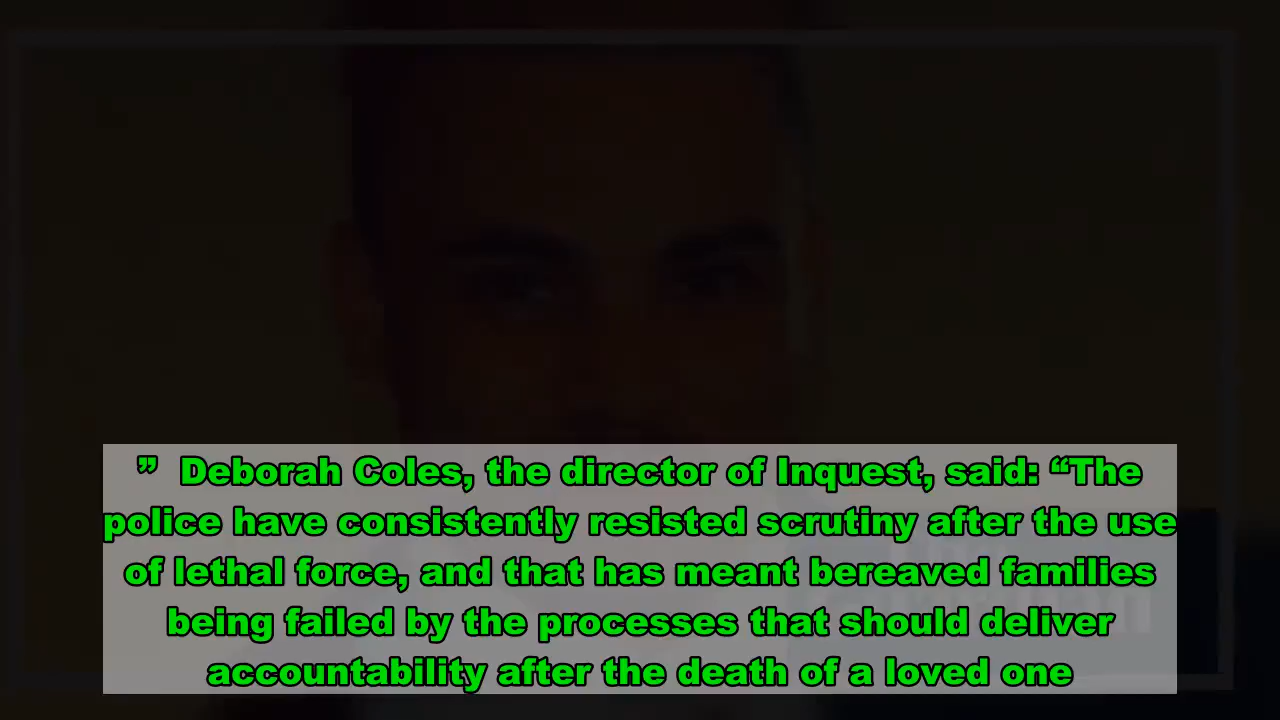 ”  Deborah Coles, the director of Inquest, said: “The
police have consistently resisted scrutiny after the use
of lethal force, and that has meant bereaved families
being failed by the processes that should deliver
accountability after the death of a loved one